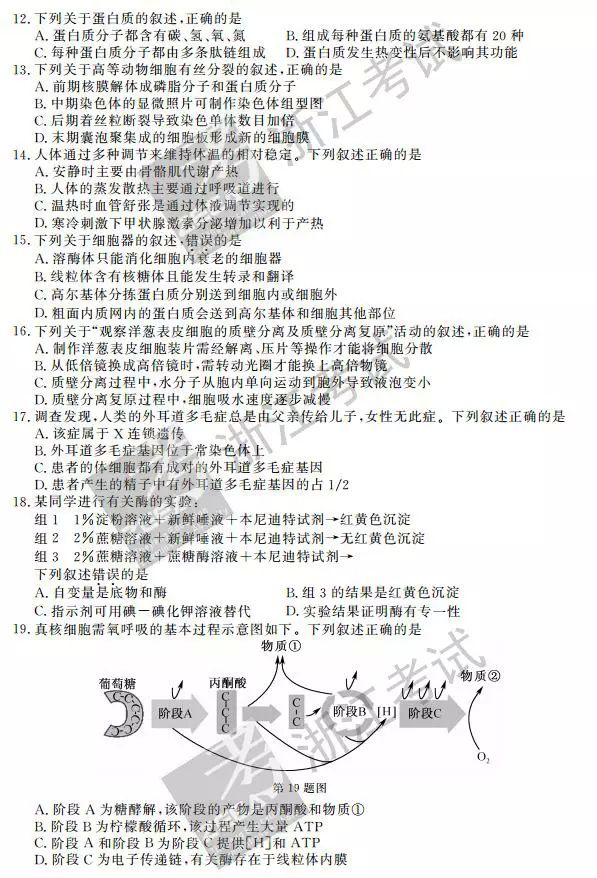 12. 下列关于蛋白质的叙述,正确的是
A. 蛋白质分子都含有碳、氢、氧、氮 B. 组成每种蛋白质的氨基酸都有 20 种
C. 每种蛋白质分子都由多条肽链组成 D. 蛋白质发生热变性后不影响其功能
13. 下列关于高等动物细胞有丝分裂的叙述,正确的是
A. 前期核膜解体成磷脂分子和蛋白质分子
B. 中期染色体的显微照片可制作染色体组型图
C. 后期着丝粒断裂导致染色单体数目加倍
D. 末期囊泡聚集成的细胞板形成新的细胞膜
14. 人体通过多种调节来维持体温的相对稳定。下列叙述正确的是
A. 安静时主要由骨骼肌代谢产热
B. 人体的蒸发散热主要通过呼吸道进行
C. 温热时血管舒张是通过体液调节实现的
D. 寒冷刺激下甲状腺激素分泌增加以利于产热
15. 下列关于细胞器的叙述,错误的是
A. 溶酶体只能消化细胞内衰老的细胞器
B. 线粒体含有核糖体且能发生转录和翻译
C. 高尔基体分拣蛋白质分别送到细胞内或细胞外
D. 粗面内质网内的蛋白质会送到高尔基体和细胞其他部位
16. 下列关于“观察洋葱表皮细胞的质壁分离及质壁分离复原”活动的叙述,正确的是
A. 制作洋葱表皮细胞装片需经解离、压片等操作才能将细胞分散
B. 从低倍镜换成高倍镜时,需转动光圈才能换上高倍物镜
C. 质壁分离过程中,水分子从胞内单向运动到胞外导致液泡变小
D. 质壁分离复原过程中,细胞吸水速度逐步减慢
17. 调查发现,人类的外耳道多毛症总是由父亲传给儿子,女性无此症。下列叙述正确的是
A. 该症属于 X 连锁遗传
B. 外耳道多毛症基因位于常染色体上
C. 患者的体细胞都有成对的外耳道多毛症基因
D. 患者产生的精子中有外耳道多毛症基因的占 1/2
18. 某同学进行有关酶的实验:
组 1 1%淀粉溶液+新鲜唾液+本尼迪特试剂→红黄色沉淀
组 2 2%蔗糖溶液+新鲜唾液+本尼迪特试剂→无红黄色沉淀
组 3 2%蔗糖溶液+蔗糖酶溶液+本尼迪特试剂→
下列叙述错误的是
A. 自变量是底物和酶 B. 组 3 的结果是红黄色沉淀
C. 指示剂可用碘-碘化钾溶液替代 D. 实验结果证明酶有专一性
19. 真核细胞需氧呼吸的基本过程示意图如下。下列叙述正确的是
物质①
葡萄糖 丙酮酸 物质②
阶段A C C C C-C 阶段B [H] 阶段C
O₂
第 19 题图
A. 阶段 A 为糖酵解,该阶段的产物是丙酮酸和物质①
B. 阶段 B 为柠檬酸循环,该过程产生大量 ATP
C. 阶段 A 和阶段 B 为阶段 C 提供[H]和 ATP
D. 阶段 C 为电子传递链,有关酶存在于线粒体内膜
浙江考试
浙江考试
浙江考试